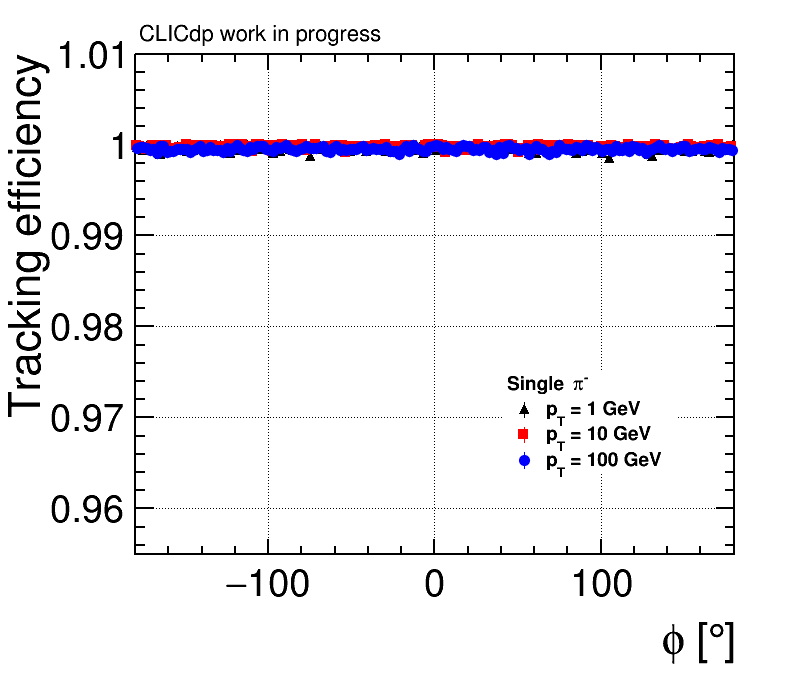 CLICdp work in progress
Tracking efficiency
1.01
1
0.99
0.98
0.97
0.96
Single π⁻
p_T = 1 GeV
p_T = 10 GeV
p_T = 100 GeV
−100 0 100
ϕ [°]